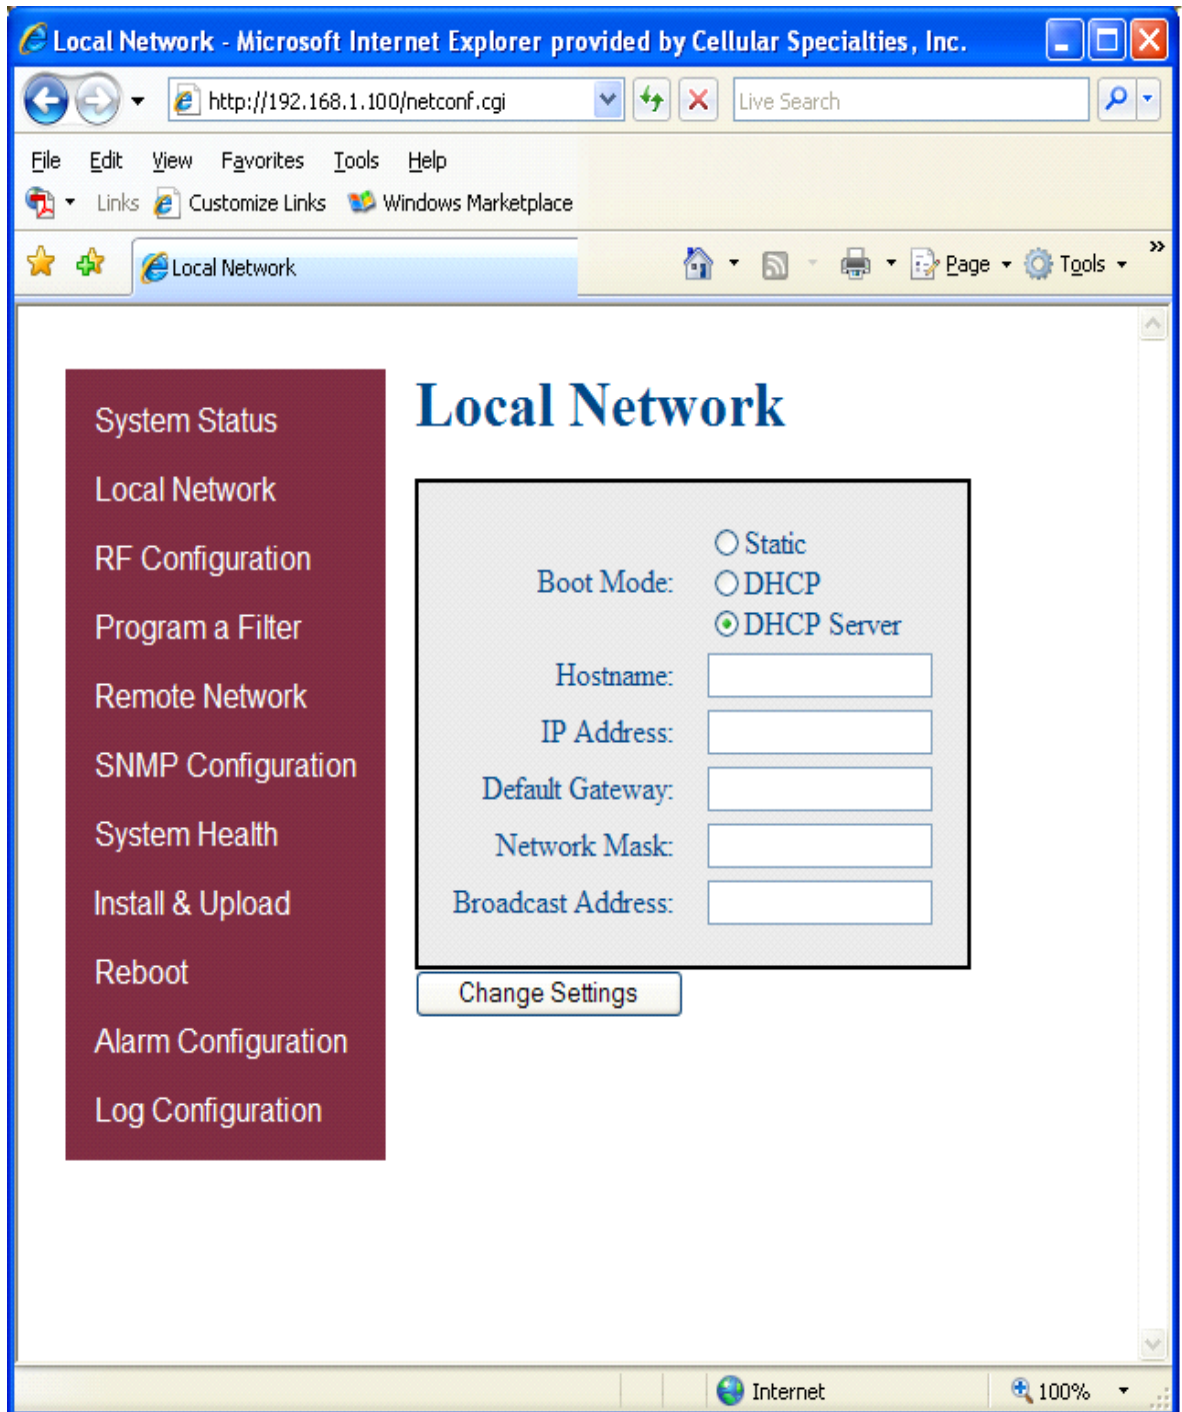 Local Network - Microsoft Internet Explorer provided by Cellular Specialties, Inc.
http://192.168.1.100/netconf.cgi
Live Search
File Edit View Favorites Tools Help
Links Customize Links Windows Marketplace
Local Network
Page Tools »
System Status
Local Network
RF Configuration
Program a Filter
Remote Network
SNMP Configuration
System Health
Install & Upload
Reboot
Alarm Configuration
Log Configuration
Local Network
Boot Mode:
Static
DHCP
DHCP Server
Hostname:
IP Address:
Default Gateway:
Network Mask:
Broadcast Address:
Change Settings
Internet
100%